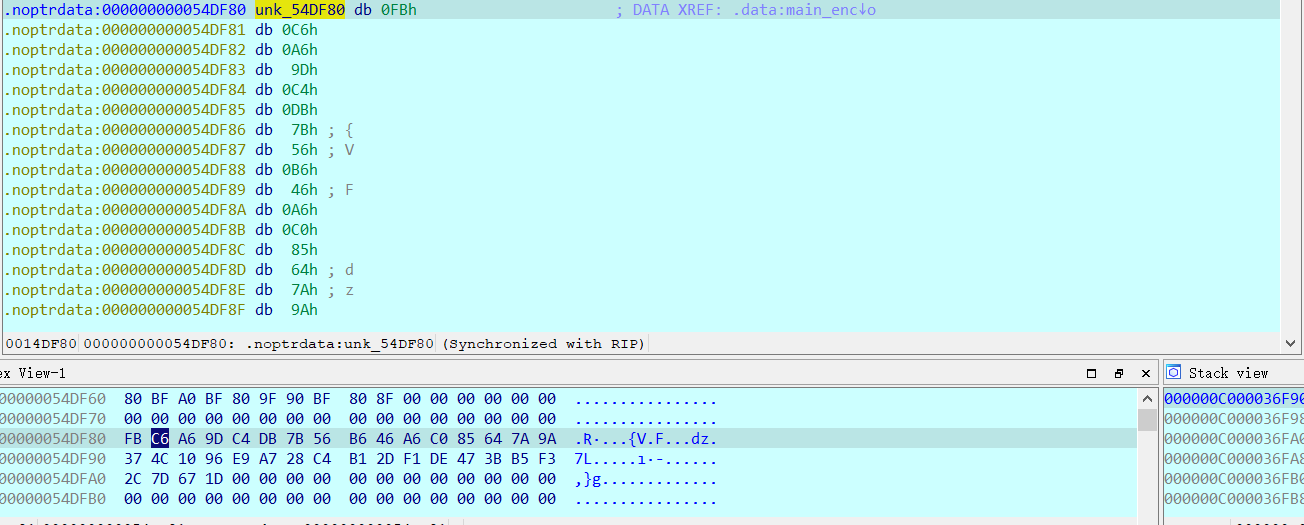 .noptrdata:000000000054DF80 unk_54DF80 db 0FBh ; DATA XREF: .data:main_enc↓o
.noptrdata:000000000054DF81 db 0C6h
.noptrdata:000000000054DF82 db 0A6h
.noptrdata:000000000054DF83 db 9Dh
.noptrdata:000000000054DF84 db 0C4h
.noptrdata:000000000054DF85 db 0DBh
.noptrdata:000000000054DF86 db 7Bh ; {
.noptrdata:000000000054DF87 db 56h ; V
.noptrdata:000000000054DF88 db 0B6h
.noptrdata:000000000054DF89 db 46h ; F
.noptrdata:000000000054DF8A db 0A6h
.noptrdata:000000000054DF8B db 0C0h
.noptrdata:000000000054DF8C db 85h
.noptrdata:000000000054DF8D db 64h ; d
.noptrdata:000000000054DF8E db 7Ah ; z
.noptrdata:000000000054DF8F db 9Ah
0014DF80 000000000054DF80: .noptrdata:unk_54DF80 (Synchronized with RIP)
ex View-1
Stack view
00000054DF60 80 BF A0 BF 80 9F 90 BF 80 8F 00 00 00 00 00 00 ................
00000054DF70 00 00 00 00 00 00 00 00 00 00 00 00 00 00 00 00 ................
00000054DF80 FB C6 A6 9D C4 DB 7B 56 B6 46 A6 C0 85 64 7A 9A .R·...{V.F...dz.
00000054DF90 37 4C 10 96 E9 A7 28 C4 B1 2D F1 DE 47 3B B5 F3 7L.....ı·-......
00000054DFA0 2C 7D 67 1D 00 00 00 00 00 00 00 00 00 00 00 00 ,}g.............
00000054DFB0 00 00 00 00 00 00 00 00 00 00 00 00 00 00 00 00 ................
000000C000036F90
000000C000036F98
000000C000036FA0
000000C000036FA8
000000C000036FB0
000000C000036FB8